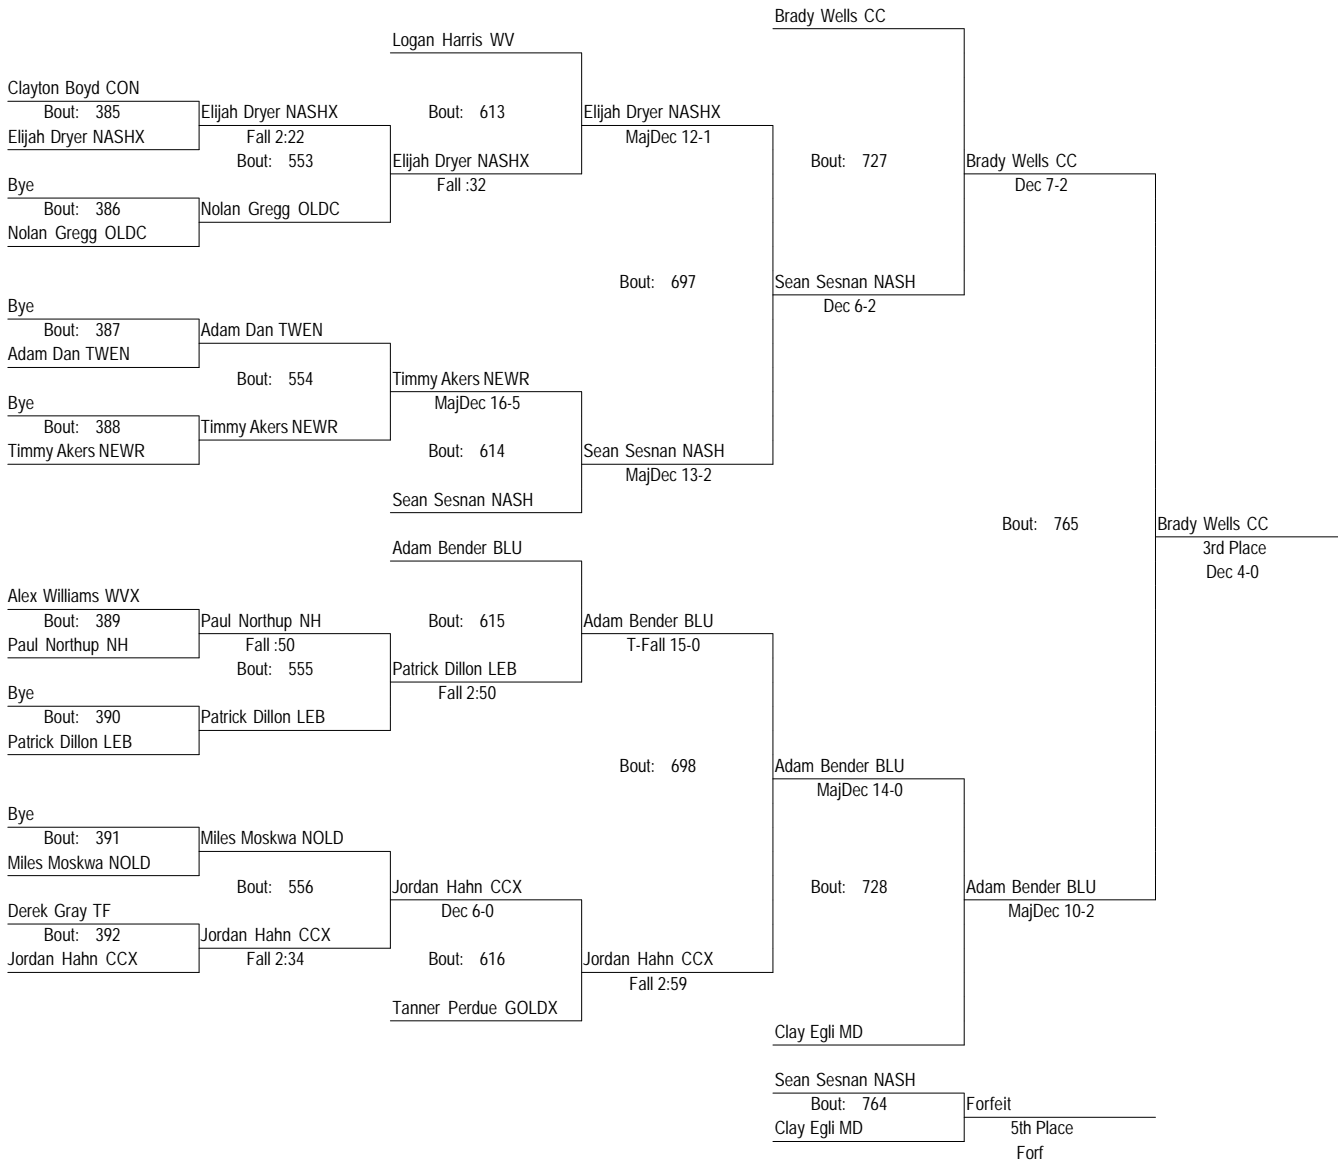 Brady Wells CC
Logan Harris WV
Clayton Boyd CON
Bout: 385
Elijah Dryer NASHX
Elijah Dryer NASHX
Fall 2:22
Bout: 553
Bout: 613
Elijah Dryer NASHX
MajDec 12-1
Elijah Dryer NASHX
Fall :32
Bout: 727
Brady Wells CC
Dec 7-2
Bye
Bout: 386
Nolan Gregg OLDC
Nolan Gregg OLDC
Bout: 697
Sean Sesnan NASH
Dec 6-2
Bye
Bout: 387
Adam Dan TWEN
Adam Dan TWEN
Bout: 554
Timmy Akers NEWR
MajDec 16-5
Bye
Bout: 388
Timmy Akers NEWR
Timmy Akers NEWR
Bout: 614
Sean Sesnan NASH
MajDec 13-2
Sean Sesnan NASH
Bout: 765
Brady Wells CC
3rd Place
Dec 4-0
Adam Bender BLU
Alex Williams WVX
Bout: 389
Paul Northup NH
Paul Northup NH
Fall :50
Bout: 555
Bout: 615
Adam Bender BLU
T-Fall 15-0
Patrick Dillon LEB
Fall 2:50
Bye
Bout: 390
Patrick Dillon LEB
Patrick Dillon LEB
Bout: 698
Adam Bender BLU
MajDec 14-0
Bye
Bout: 391
Miles Moskwa NOLD
Miles Moskwa NOLD
Bout: 556
Jordan Hahn CCX
Dec 6-0
Bout: 728
Adam Bender BLU
MajDec 10-2
Derek Gray TF
Bout: 392
Jordan Hahn CCX
Jordan Hahn CCX
Fall 2:34
Bout: 616
Jordan Hahn CCX
Fall 2:59
Tanner Perdue GOLDX
Clay Egli MD
Sean Sesnan NASH
Bout: 764
Clay Egli MD
Forfeit
5th Place
Forf